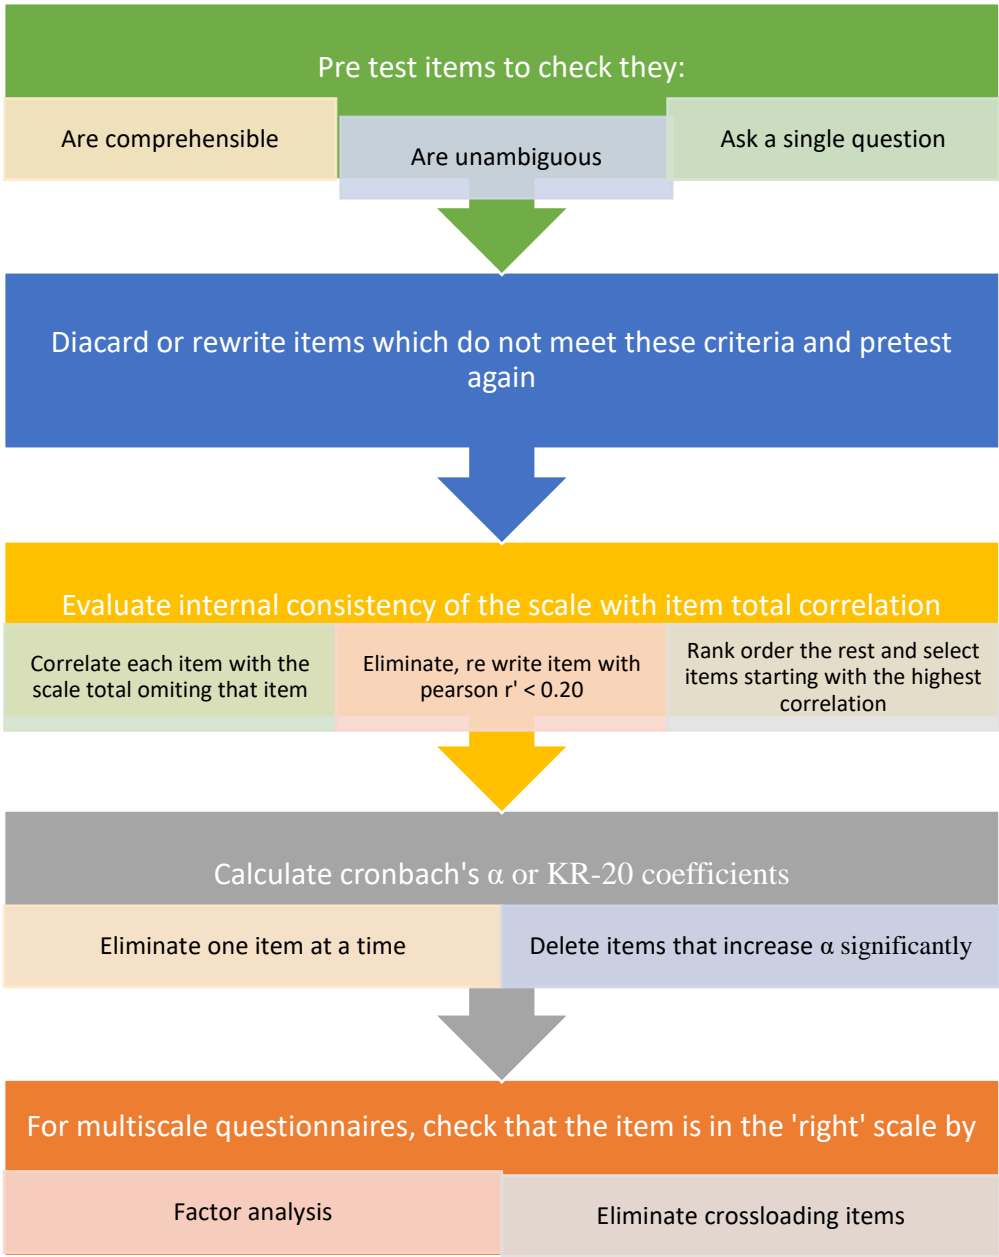 Pre test items to check they:
Are comprehensible
Are unambiguous
Ask a single question
Diacard or rewrite items which do not meet these criteria and pretest
again
Evaluate internal consistency of the scale with item total correlation
Correlate each item with the
scale total omiting that item
Eliminate, re write item with
pearson r' < 0.20
Rank order the rest and select
items starting with the highest
correlation
Calculate cronbach's α or KR-20 coefficients
Eliminate one item at a time
Delete items that increase α significantly
For multiscale questionnaires, check that the item is in the 'right' scale by
Factor analysis
Eliminate crossloading items